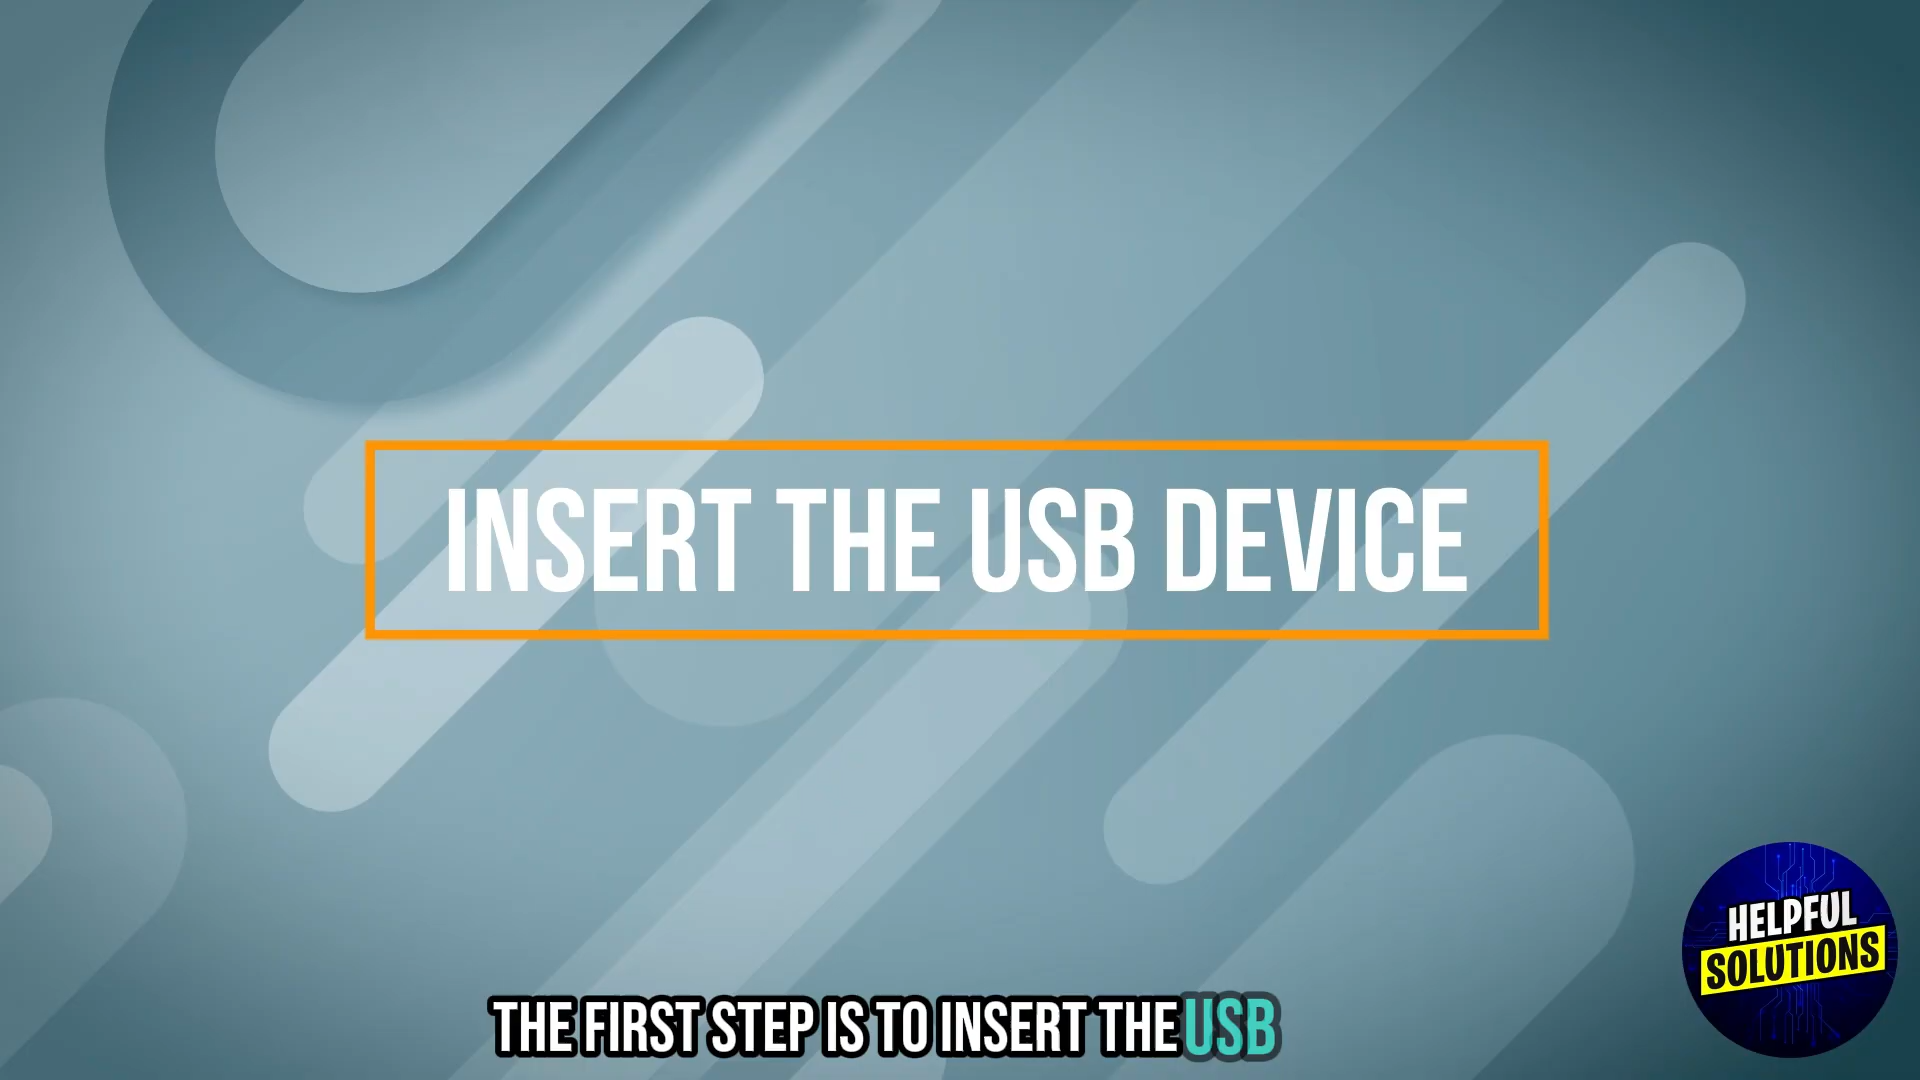 INSERT THE USB DEVICE
HELPFUL
SOLUTIONS
THE FIRST STEP IS TO INSERT THE USB